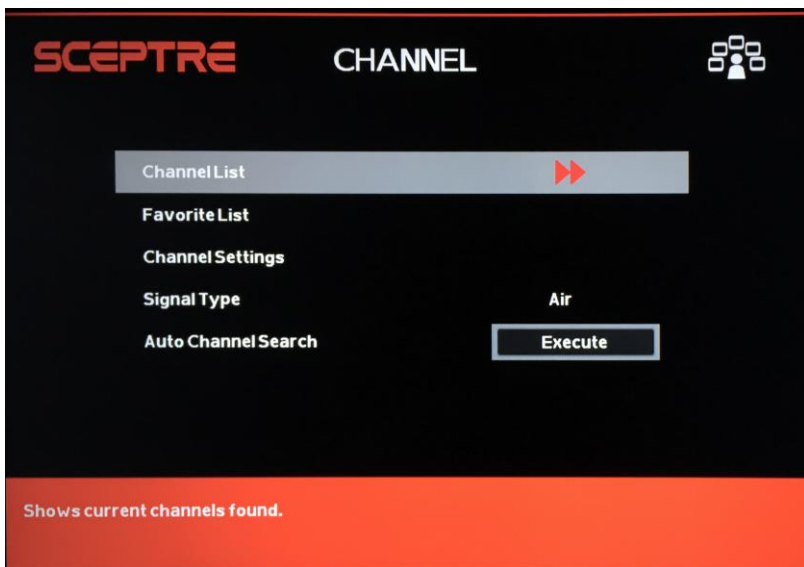 SCEPTRE CHANNEL
Channel List
Favorite List
Channel Settings
Signal Type Air
Auto Channel Search Execute
Shows current channels found.